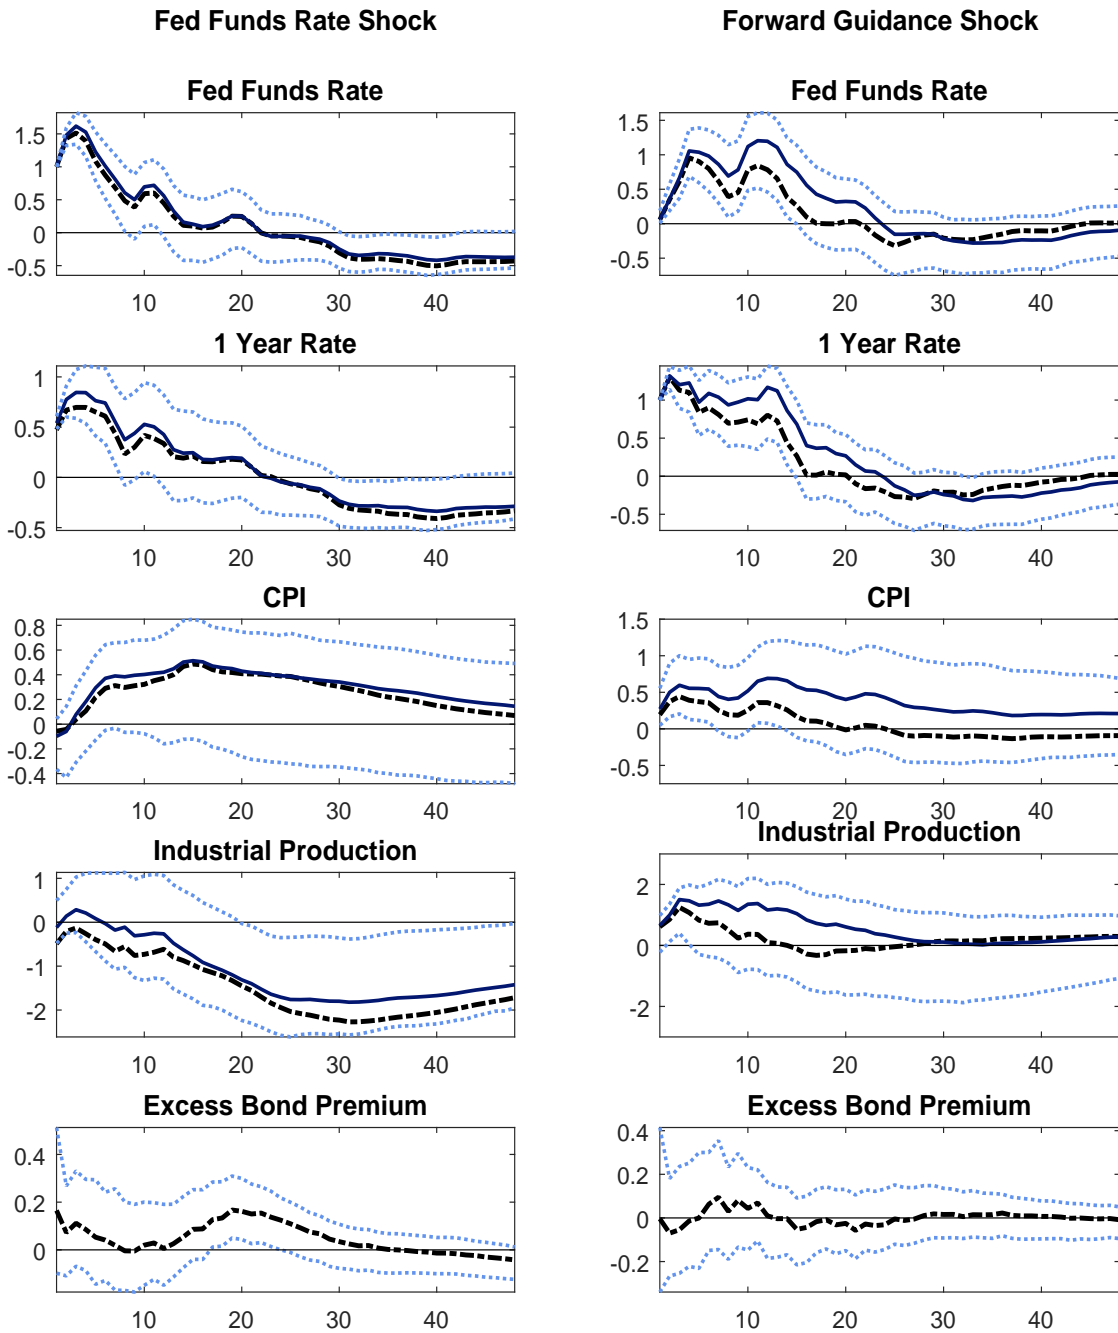 Fed Funds Rate Shock
Forward Guidance Shock
Fed Funds Rate
1.5
1
0.5
0
-0.5
10 20 30 40
Fed Funds Rate
1.5
1
0.5
0
-0.5
10 20 30 40
1 Year Rate
1
0.5
0
-0.5
10 20 30 40
1 Year Rate
1
0.5
0
-0.5
10 20 30 40
CPI
0.8
0.6
0.4
0.2
0
-0.2
-0.4
10 20 30 40
CPI
1.5
1
0.5
0
-0.5
10 20 30 40
Industrial Production
1
0
-1
-2
10 20 30 40
Industrial Production
2
0
-2
10 20 30 40
Excess Bond Premium
0.4
0.2
0
10 20 30 40
Excess Bond Premium
0.4
0.2
0
-0.2
10 20 30 40